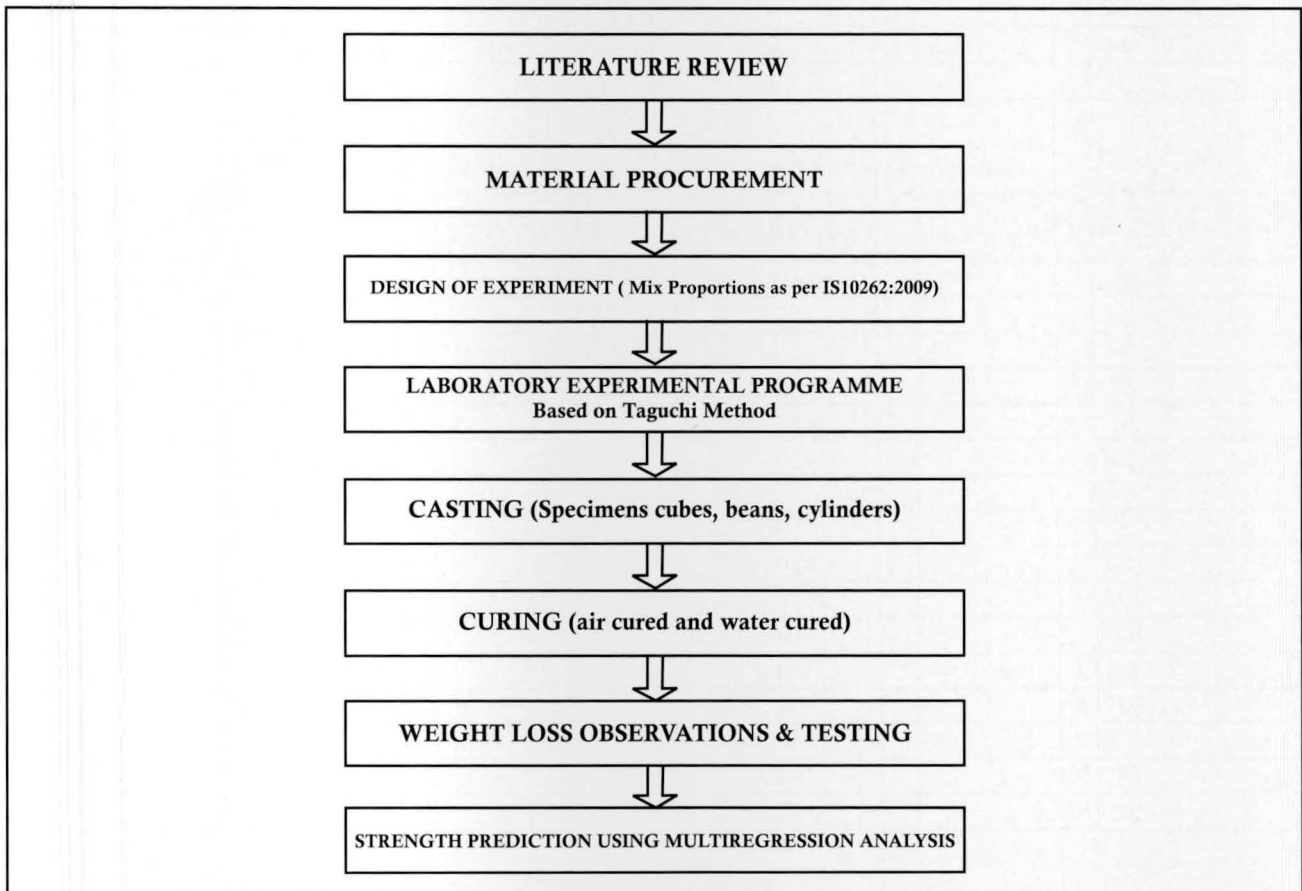 LITERATURE REVIEW
MATERIAL PROCUREMENT
DESIGN OF EXPERIMENT ( Mix Proportions as per IS10262:2009)
LABORATORY EXPERIMENTAL PROGRAMME
Based on Taguchi Method
CASTING (Specimens cubes, beans, cylinders)
CURING (air cured and water cured)
WEIGHT LOSS OBSERVATIONS & TESTING
STRENGTH PREDICTION USING MULTIREGRESSION ANALYSIS